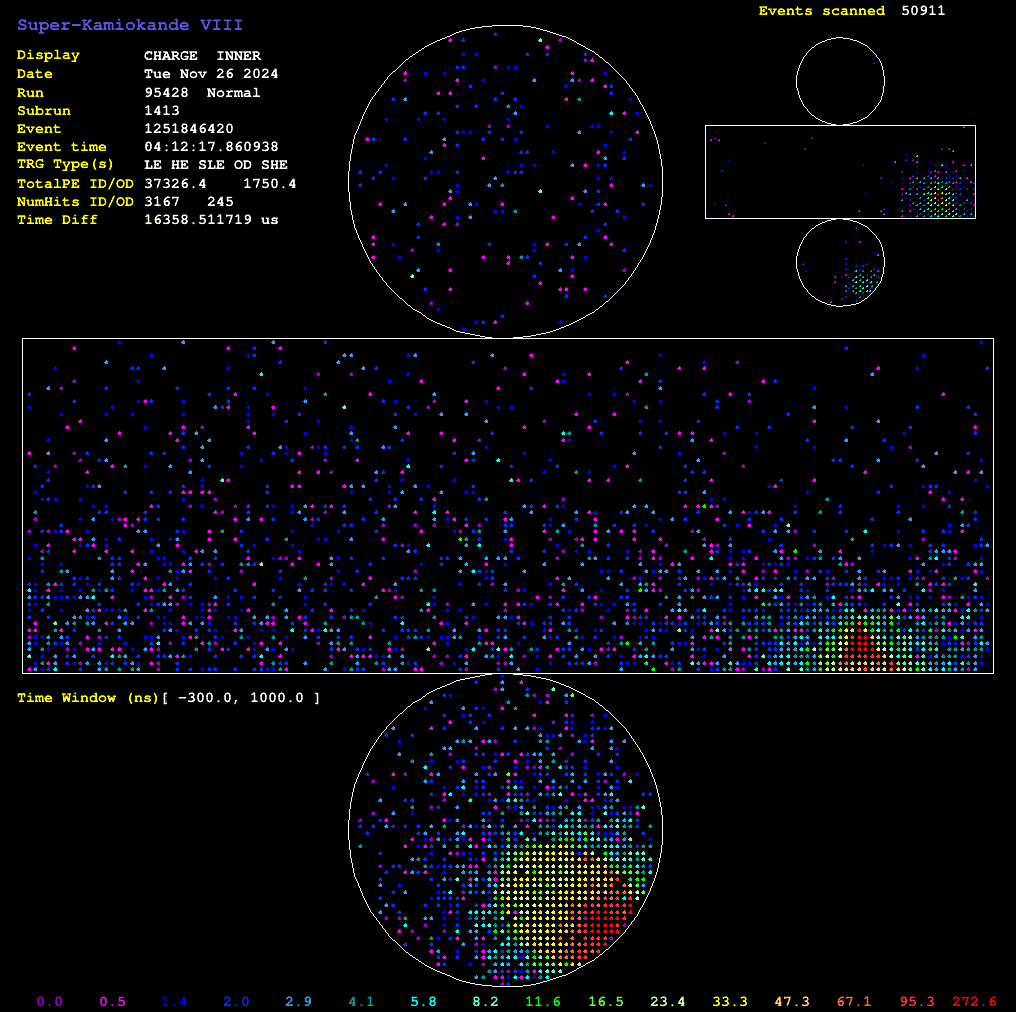 Super-Kamiokande VIII
Events scanned 50911
Display CHARGE INNER
Date Tue Nov 26 2024
Run 95428 Normal
Subrun 1413
Event 1251846420
Event time 04:12:17.860938
TRG Type(s) LE HE SLE OD SHE
TotalPE ID/OD 37326.4 1750.4
NumHits ID/OD 3167 245
Time Diff 16358.511719 us
Time Window (ns)[ -300.0, 1000.0 ]
0.0 0.5 1.4 2.0 2.9 4.1 5.8 8.2 11.6 16.5 23.4 33.3 47.3 67.1 95.3 272.6